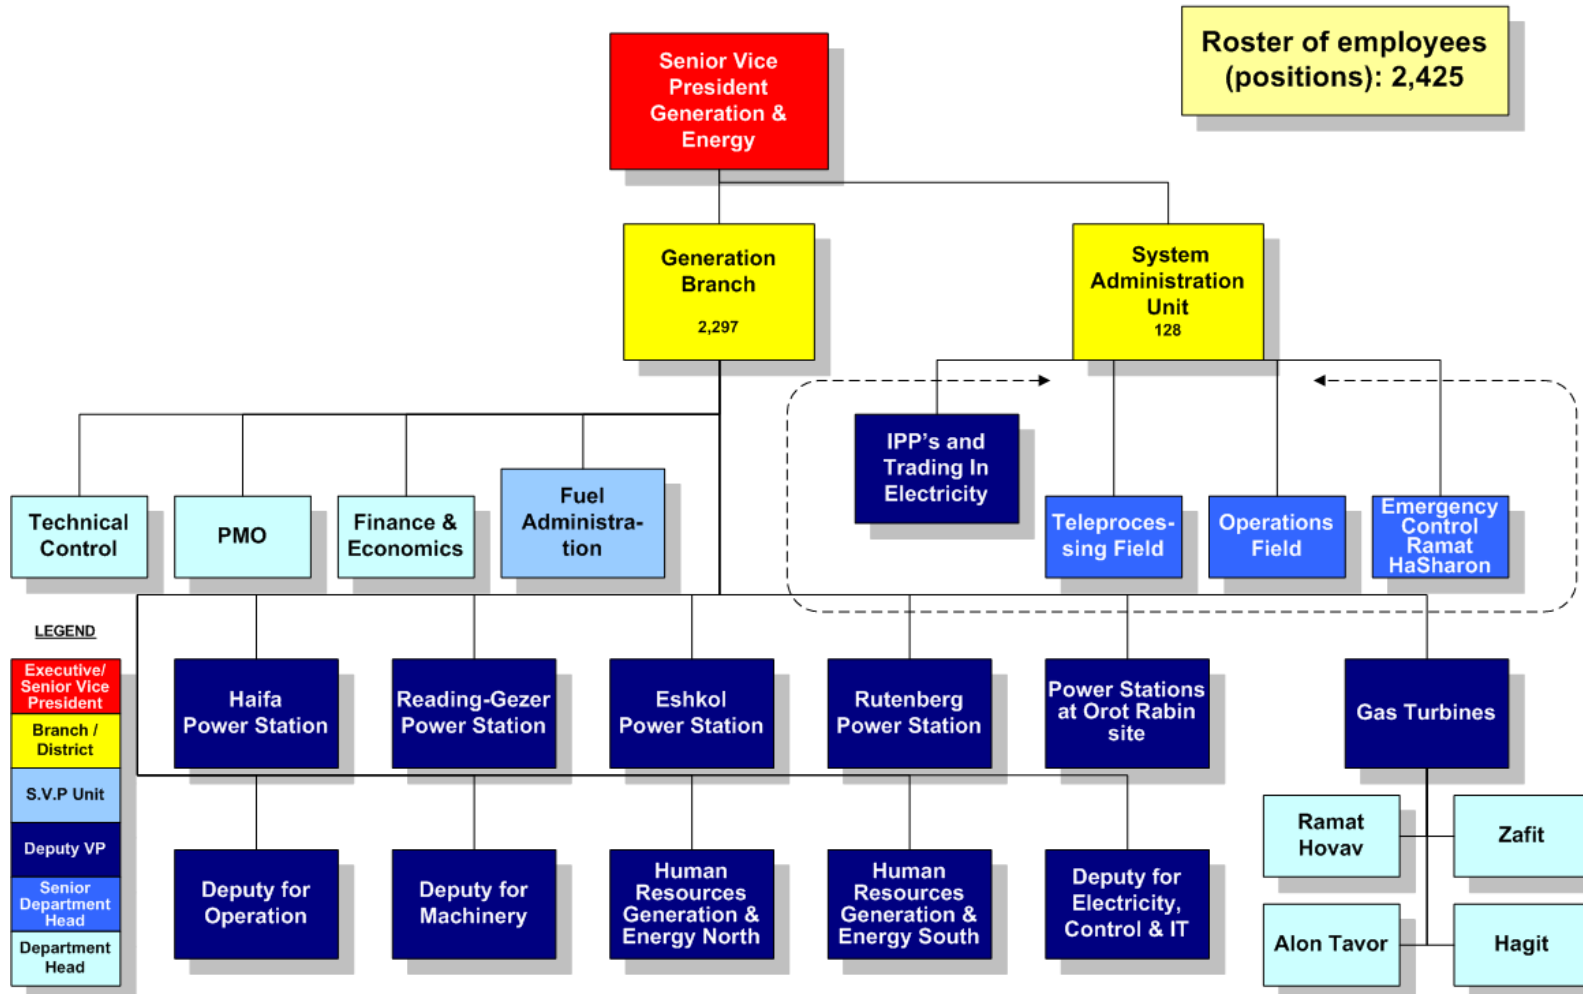 Roster of employees
(positions): 2,425
Senior Vice
President
Generation &
Energy
Generation
Branch
2,297
System
Administration
Unit
128
IPP's and
Trading In
Electricity
Technical
Control
PMO
Finance &
Economics
Fuel
Administra-
tion
Teleproces-
sing Field
Operations
Field
Emergency
Control
Ramat
HaSharon
LEGEND
Executive/
Senior Vice
President
Branch /
District
S.V.P Unit
Deputy VP
Senior
Department
Head
Department
Head
Haifa
Power Station
Reading-Gezer
Power Station
Eshkol
Power Station
Rutenberg
Power Station
Power Stations
at Orot Rabin
site
Gas Turbines
Ramat
Hovav
Zafit
Alon Tavor
Hagit
Deputy for
Operation
Deputy for
Machinery
Human
Resources
Generation &
Energy North
Human
Resources
Generation &
Energy South
Deputy for
Electricity,
Control & IT